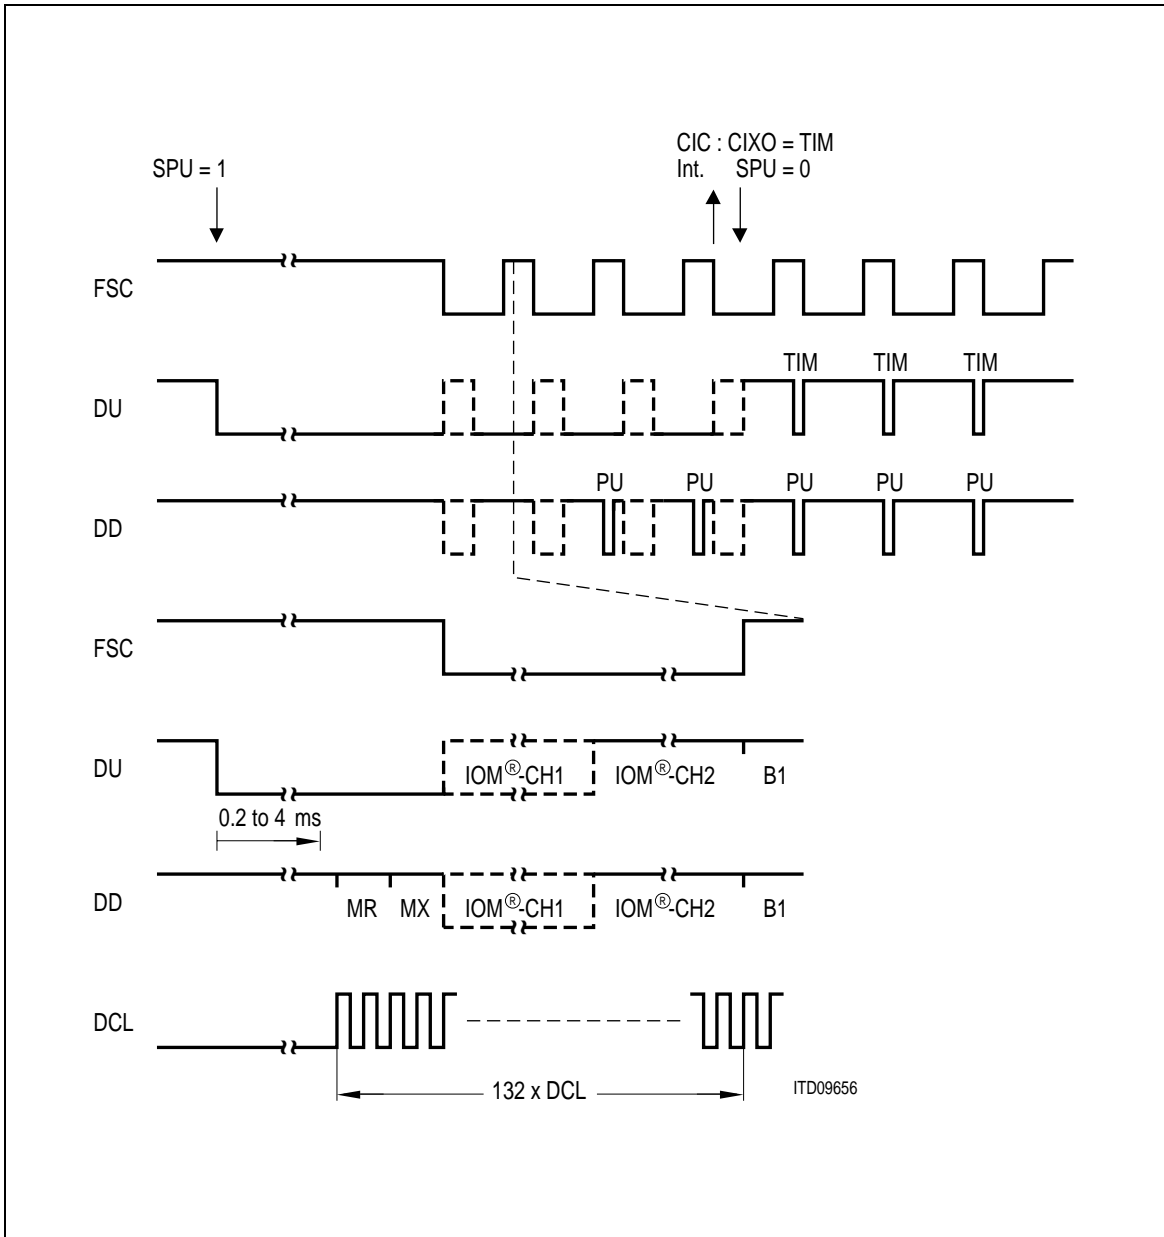 CIC : CIXO = TIM
SPU = 1 Int. SPU = 0
FSC
TIM TIM TIM
DU
PU PU PU PU PU
DD
FSC
DU IOM®-CH1 IOM®-CH2 B1
0.2 to 4 ms
DD MR MX IOM®-CH1 IOM®-CH2 B1
DCL
132 x DCL ITD09656